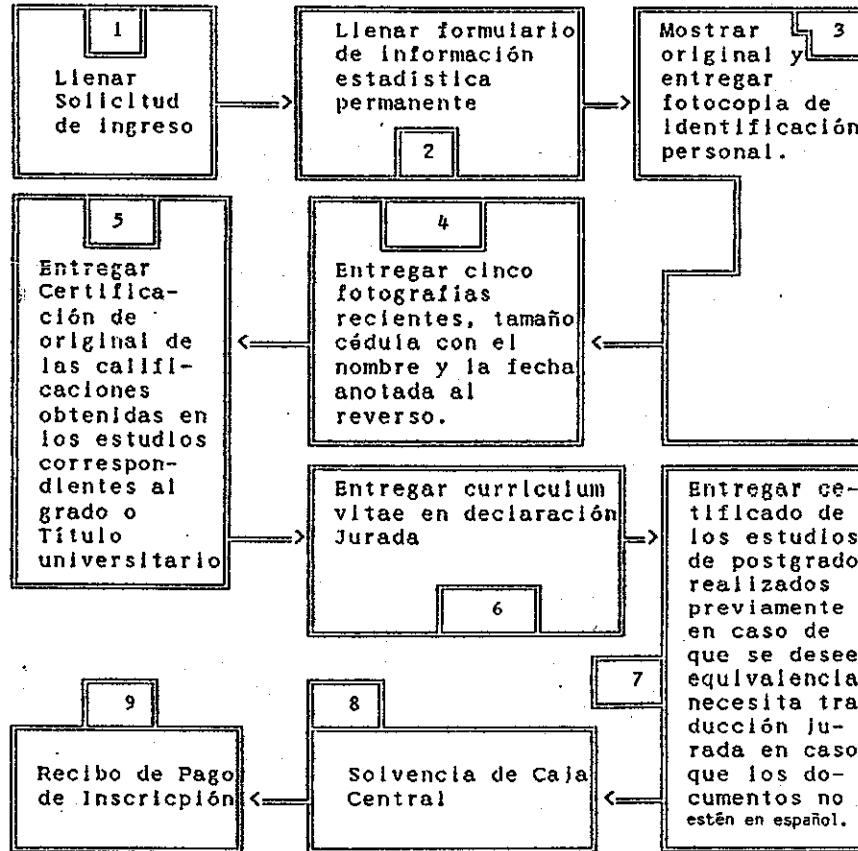 1
Llenar
Solicitud
de ingreso
Llenar formulario
de información
estadística
permanente
2
3
Mostrar
original y
entregar
fotocopia de
identificación
personal.
4
Entregar cinco
fotografías
recientes, tamaño
cédula con el
nombre y la fecha
anotada al
reverso.
5
Entregar
Certifica-
ción de
original de
las califi-
caciones
obtenidas en
los estudios
correspon-
dientes al
grado o
Título
universitario
Entregar curriculum
vitae en declaración
Jurada
6
7
Entregar ce-
tificado de
los estudios
de postgrado
realizados
previamente
en caso de
que se desee
equivalencia
necesita tra
ducción ju-
rada en caso
que los do-
cumentos no
estén en español.
8
Solvencia de Caja
Central
9
Recibo de Pago
de Inscricpión